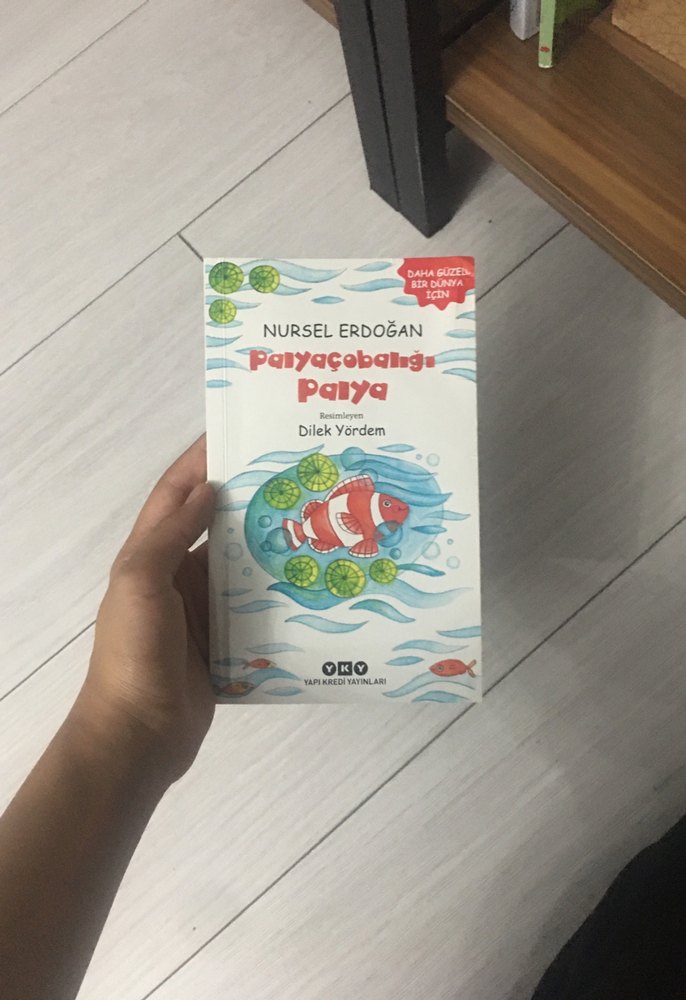 DAHA GÜZEL
BİR DÜNYA
İÇİN
NURSEL ERDOĞAN
Palyaçobalığı
Palya
Resimleyen
Dilek Yördem
YKY
YAPI KREDİ YAYINLARI